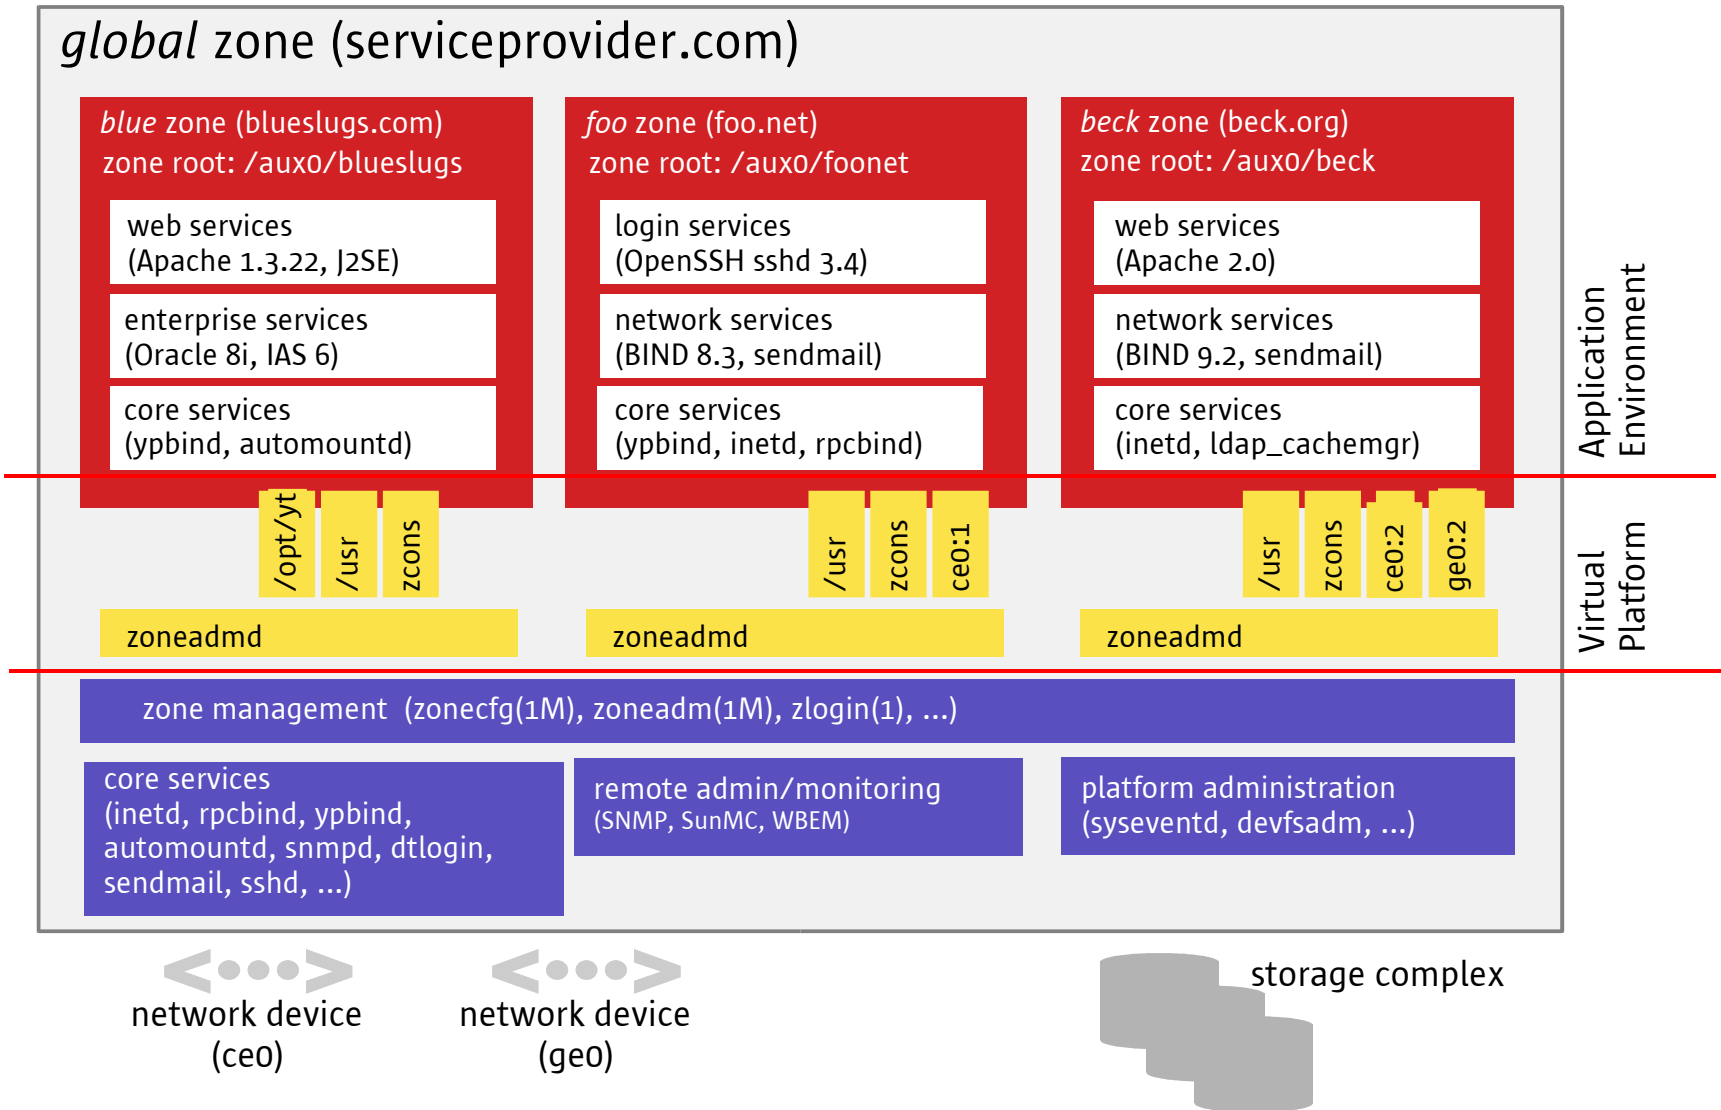 global zone (serviceprovider.com)
blue zone (blueslugs.com)
zone root: /aux0/blueslugs
web services
(Apache 1.3.22, J2SE)
enterprise services
(Oracle 8i, IAS 6)
core services
(ypbind, automountd)
foo zone (foo.net)
zone root: /aux0/foonet
login services
(OpenSSH sshd 3.4)
network services
(BIND 8.3, sendmail)
core services
(ypbind, inetd, rpcbind)
beck zone (beck.org)
zone root: /aux0/beck
web services
(Apache 2.0)
network services
(BIND 9.2, sendmail)
core services
(inetd, ldap_cachemgr)
Application
Environment
/opt/yt
/usr
zcons
zoneadmd
/usr
zcons
ce0:1
zoneadmd
/usr
zcons
ce0:2
ge0:2
zoneadmd
Virtual
Platform
zone management (zonecfg(1M), zoneadm(1M), zlogin(1), ...)
core services
(inetd, rpcbind, ypbind,
automountd, snmpd, dtlogin,
sendmail, sshd, ...)
remote admin/monitoring
(SNMP, SunMC, WBEM)
platform administration
(syseventd, devfsadm, ...)
network device
(ce0)
network device
(ge0)
storage complex